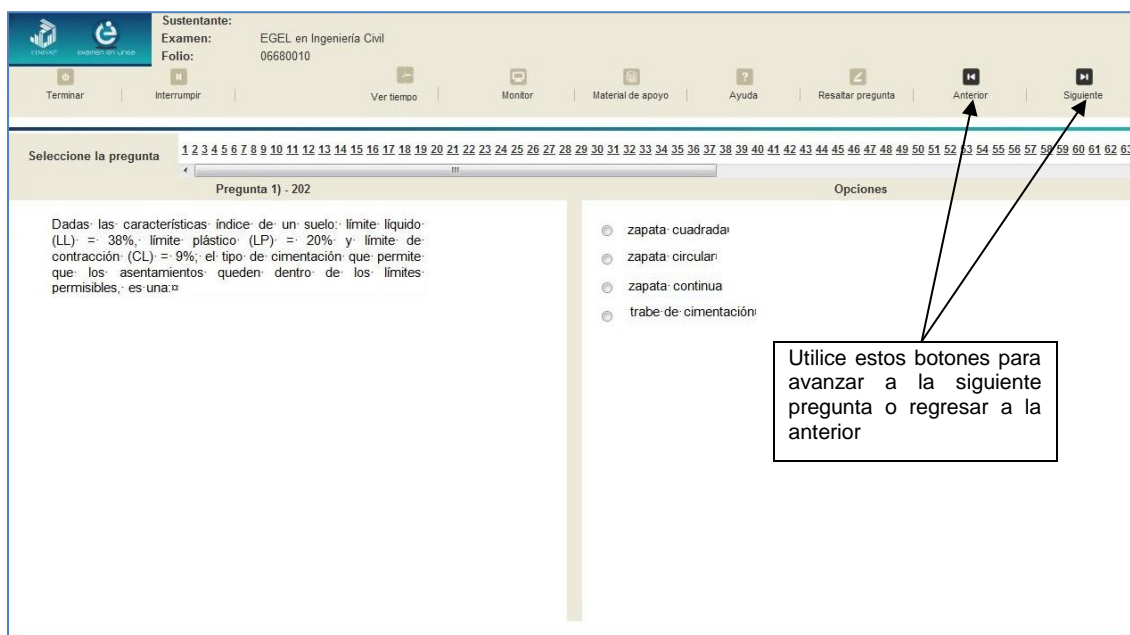 Sustentante:
Examen: EGEL en Ingeniería Civil
Folio: 06680010
CENEVAL® examen en línea
Terminar Interrumpir Ver tiempo Monitor Material de apoyo Ayuda Resaltar pregunta Anterior Siguiente
Seleccione la pregunta 1 2 3 4 5 6 7 8 9 10 11 12 13 14 15 16 17 18 19 20 21 22 23 24 25 26 27 28 29 30 31 32 33 34 35 36 37 38 39 40 41 42 43 44 45 46 47 48 49 50 51 52 53 54 55 56 57 58 59 60 61 62 63
Pregunta 1) - 202
Dadas· las· características· índice· de· un· suelo:· límite· líquido·
(LL)· =· 38%,· límite· plástico· (LP)· =· 20%· y· límite· de·
contracción· (CL)· =· 9%;· el· tipo· de· cimentación· que· permite·
que· los· asentamientos· queden· dentro· de· los· límites·
permisibles,· es·una:¤
Opciones
zapata· cuadrada
zapata· circular
zapata· continua
trabe·de·cimentación
Utilice estos botones para
avanzar a la siguiente
pregunta o regresar a la
anterior